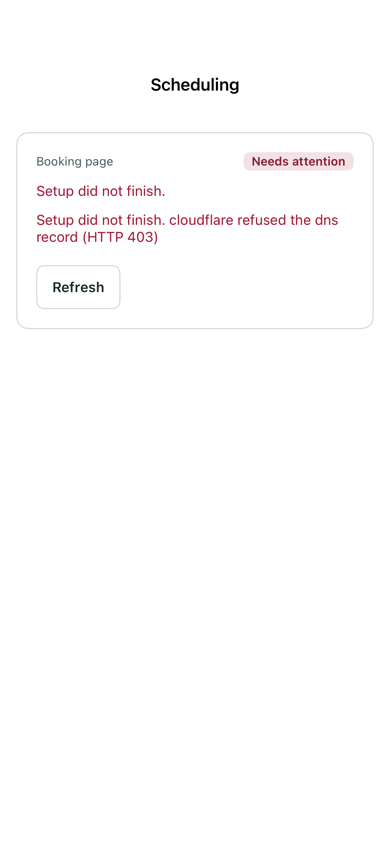 Scheduling
Booking page
Needs attention
Setup did not finish.
Setup did not finish. cloudflare refused the dns
record (HTTP 403)
Refresh